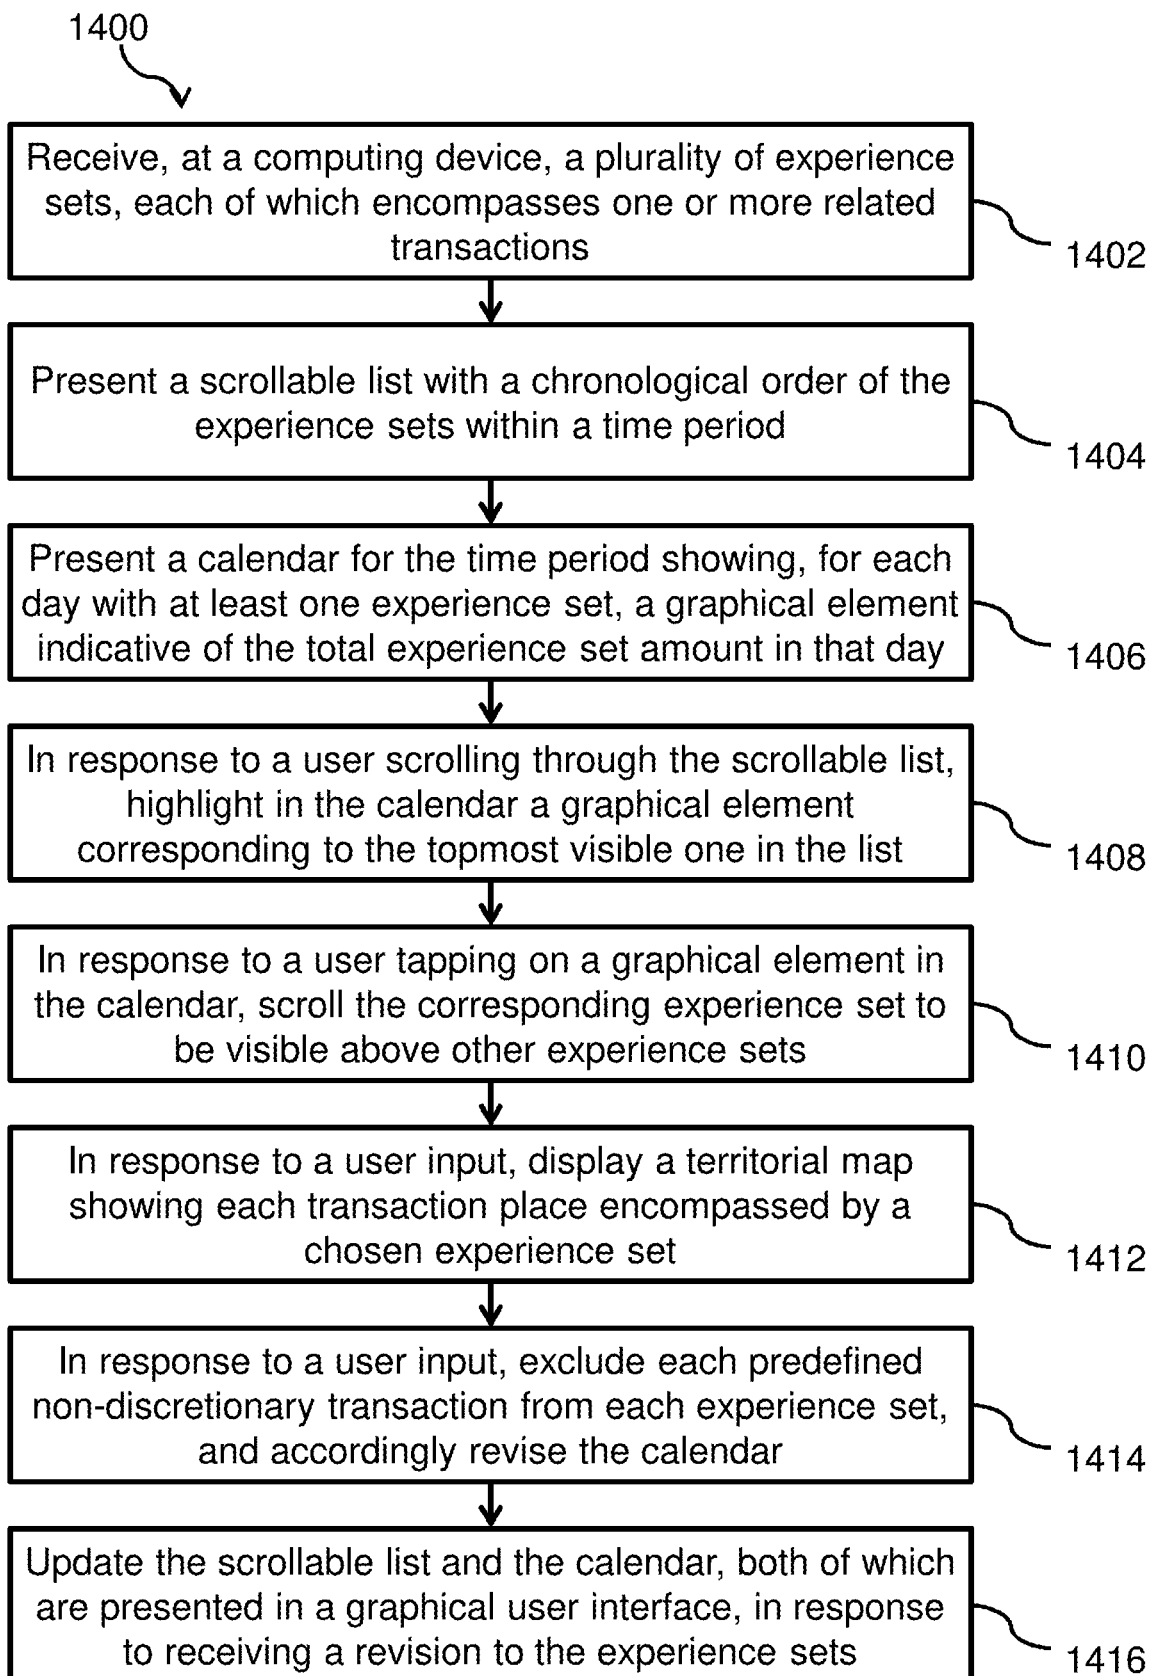 1400
Receive, at a computing device, a plurality of experience
sets, each of which encompasses one or more related
transactions
1402
Present a scrollable list with a chronological order of the
experience sets within a time period
1404
Present a calendar for the time period showing, for each
day with at least one experience set, a graphical element
indicative of the total experience set amount in that day
1406
In response to a user scrolling through the scrollable list,
highlight in the calendar a graphical element
corresponding to the topmost visible one in the list
1408
In response to a user tapping on a graphical element in
the calendar, scroll the corresponding experience set to
be visible above other experience sets
1410
In response to a user input, display a territorial map
showing each transaction place encompassed by a
chosen experience set
1412
In response to a user input, exclude each predefined
non-discretionary transaction from each experience set,
and accordingly revise the calendar
1414
Update the scrollable list and the calendar, both of which
are presented in a graphical user interface, in response
to receiving a revision to the experience sets
1416